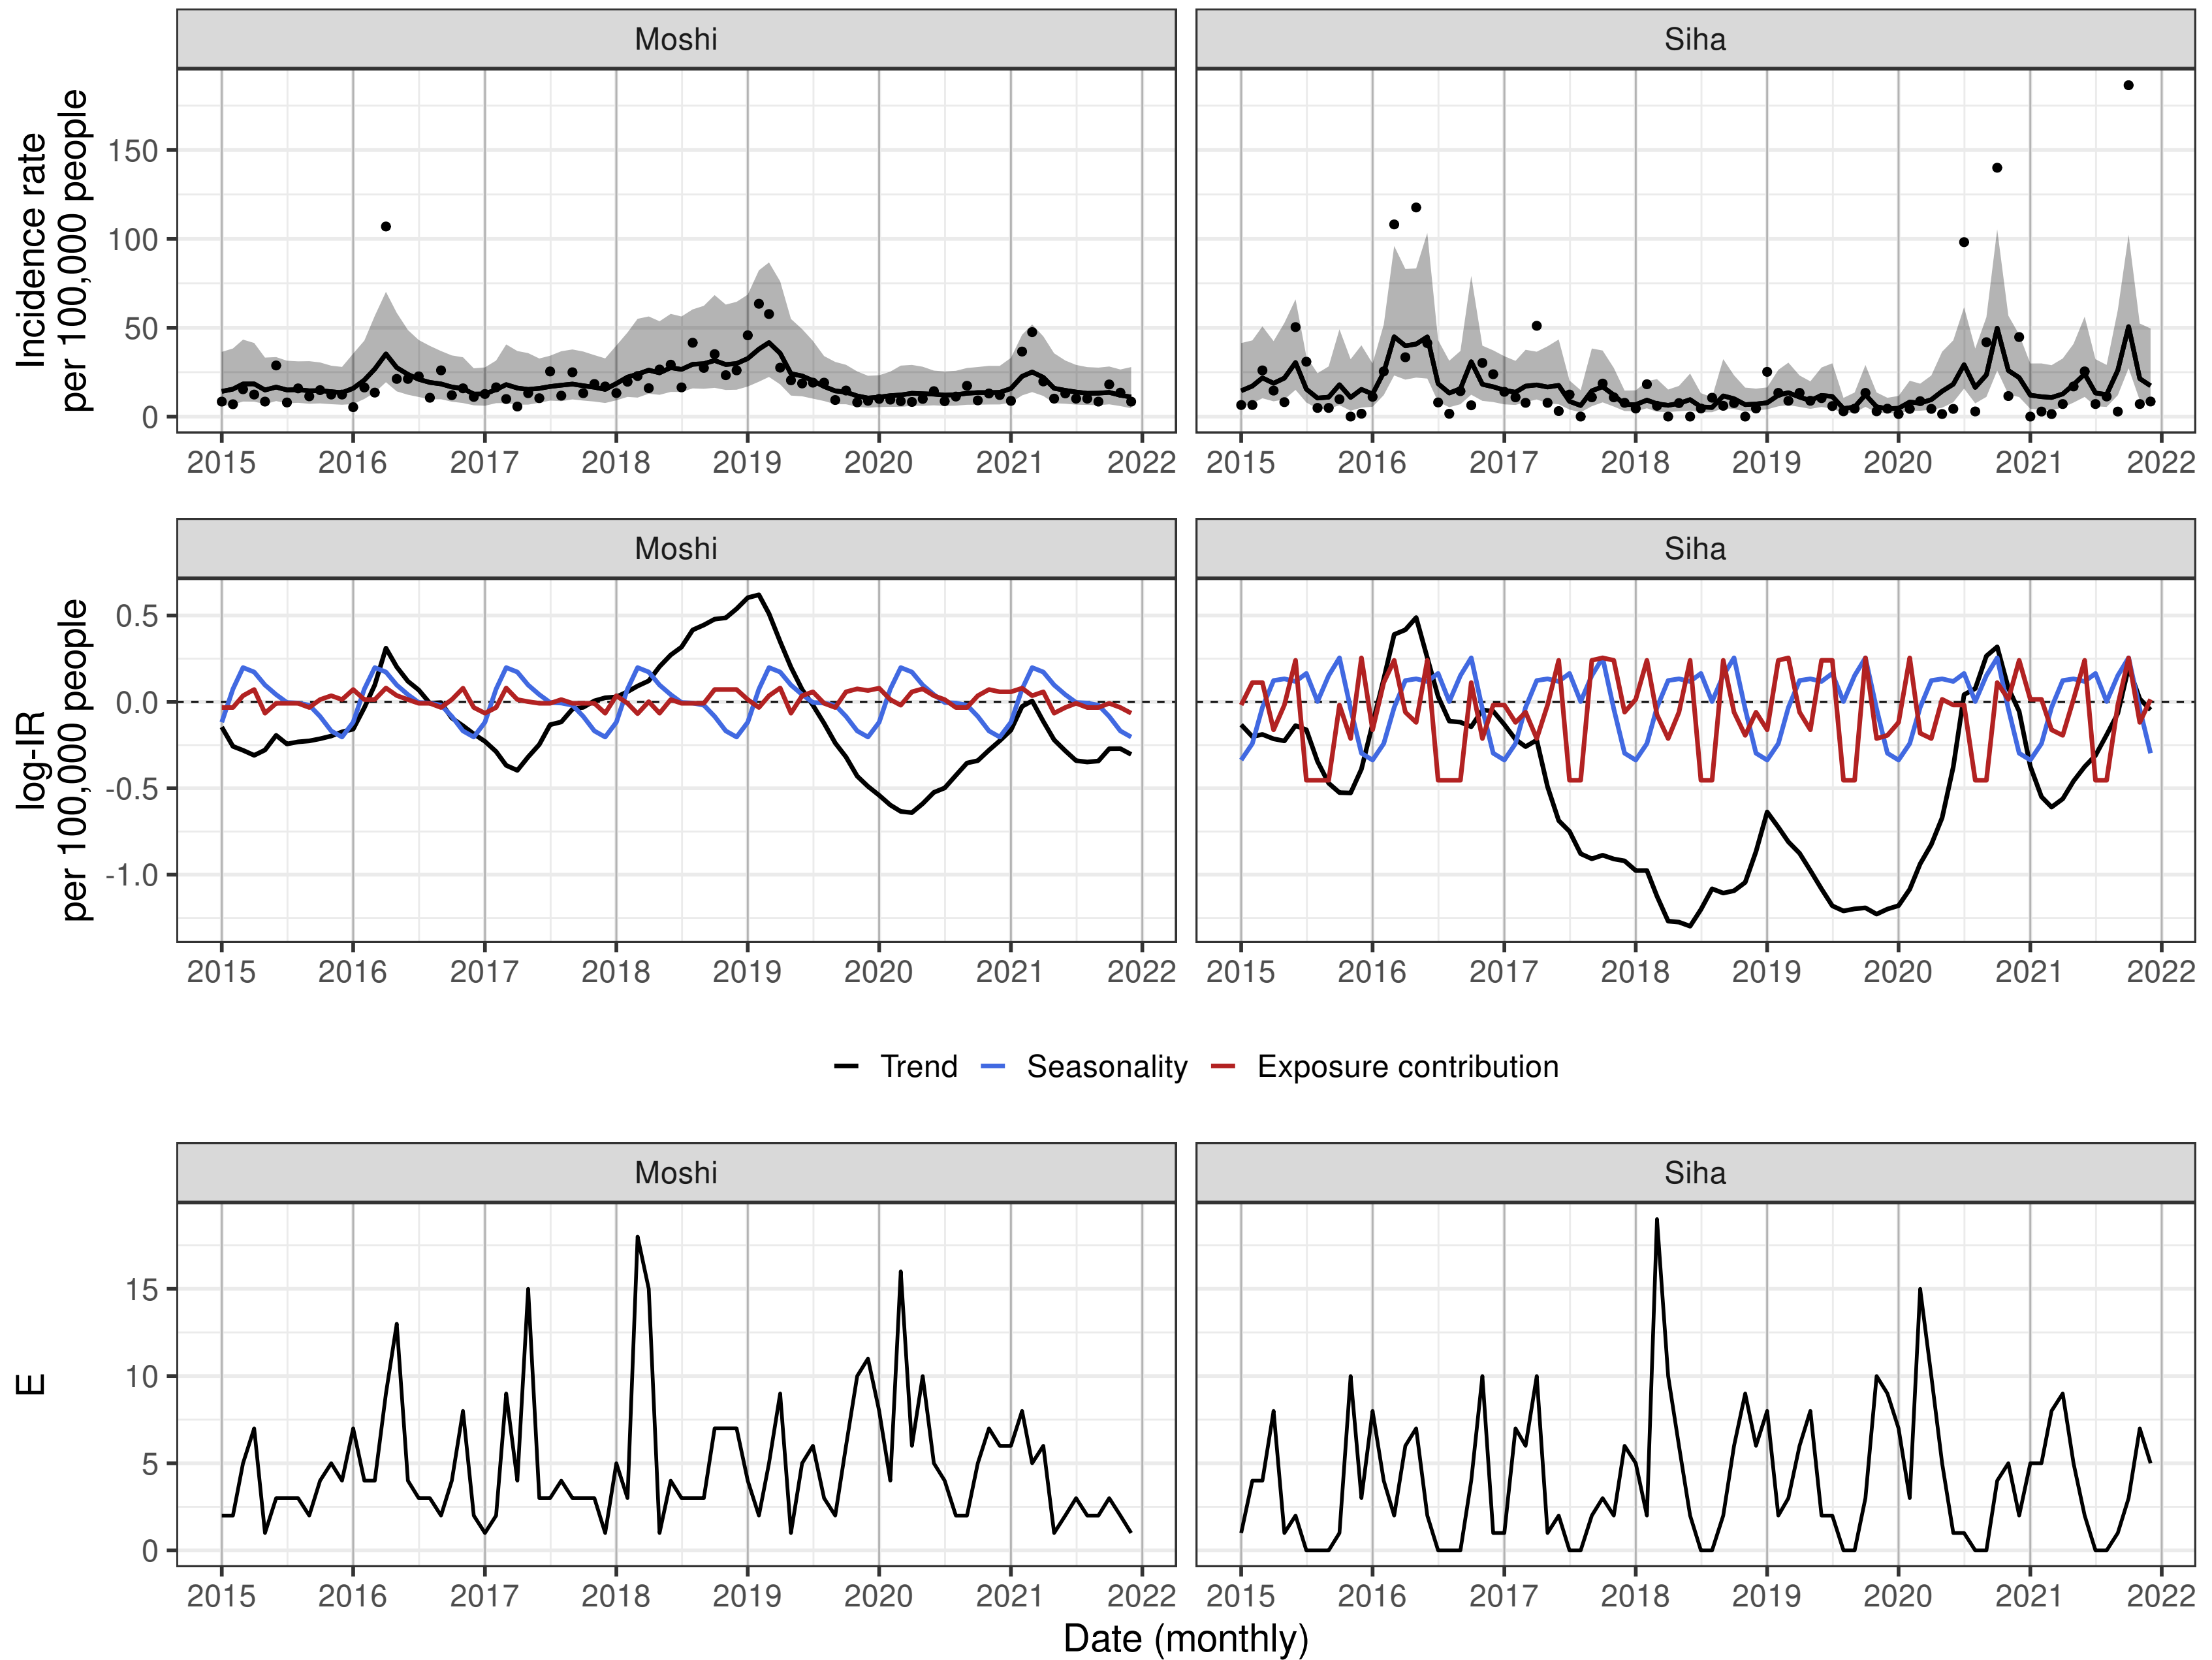 Moshi
Siha
Incidence rate
per 100,000 people
150
100
50
0
2015 2016 2017 2018 2019 2020 2021 2022
2015 2016 2017 2018 2019 2020 2021 2022
Moshi
Siha
log-IR
per 100,000 people
0.5
0.0
-0.5
-1.0
2015 2016 2017 2018 2019 2020 2021 2022
2015 2016 2017 2018 2019 2020 2021 2022
Trend Seasonality Exposure contribution
Moshi
Siha
E
15
10
5
0
2015 2016 2017 2018 2019 2020 2021 2022
2015 2016 2017 2018 2019 2020 2021 2022
Date (monthly)